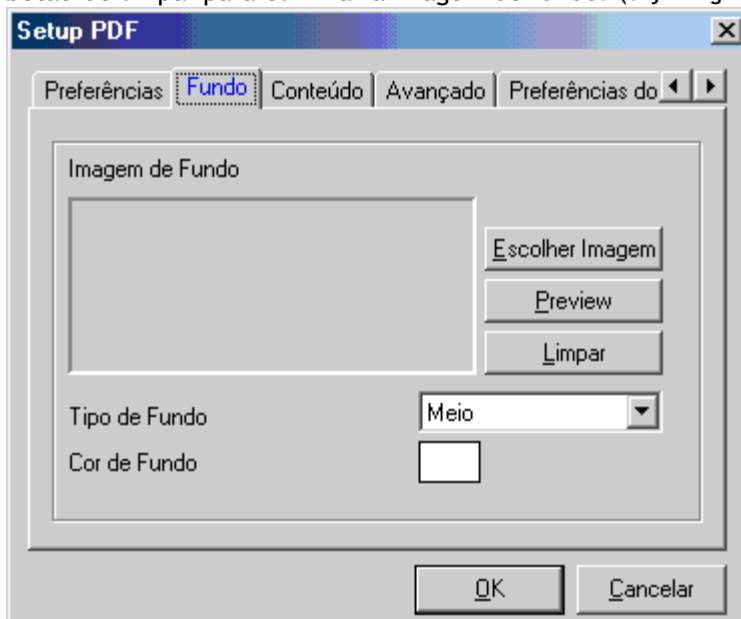 Setup PDF
Preferências Fundo Conteúdo Avançado Preferências do
Imagem de Fundo
Escolher Imagem
Preview
Limpar
Tipo de Fundo Meio
Cor de Fundo
OK Cancelar